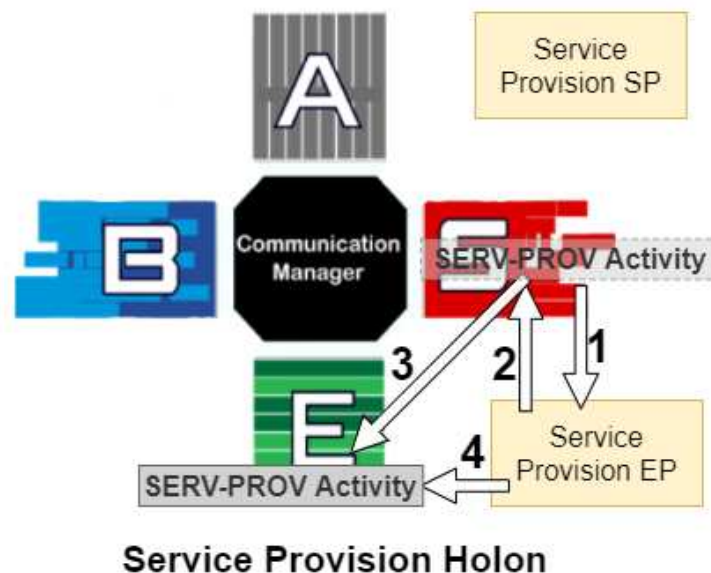 A
Service
Provision SP
B
Communication
Manager
S
SERV-PROV Activity
3
2
1
E
Service
Provision EP
4
SERV-PROV Activity
Service Provision Holon